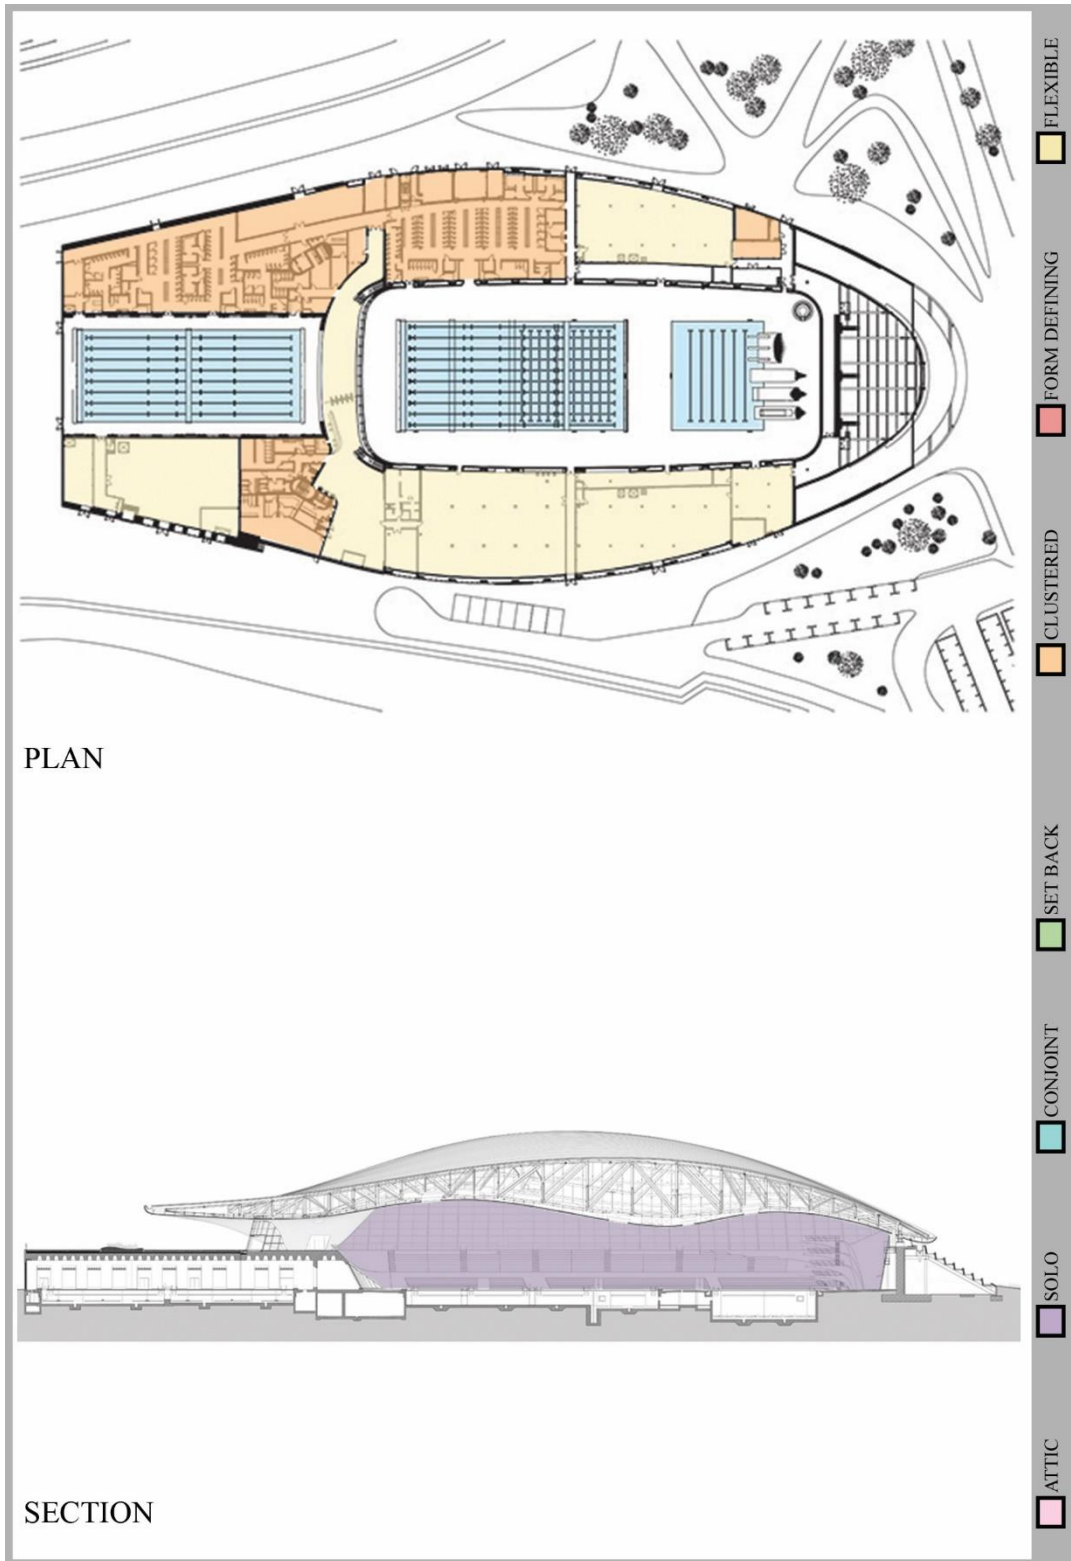 PLAN
SECTION
FLEXIBLE
FORM DEFINING
CLUSTERED
SET BACK
CONJOINT
SOLO
ATTIC